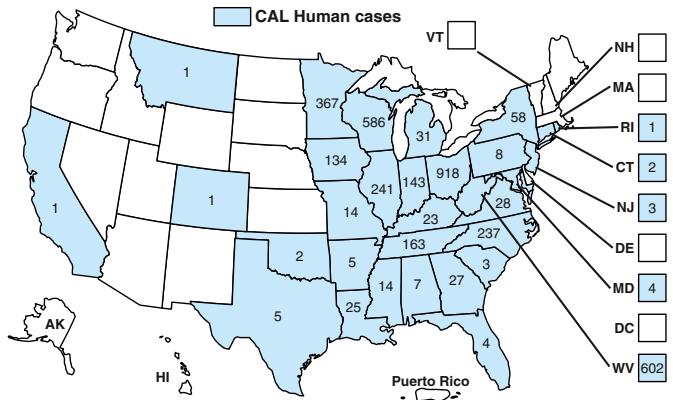 CAL Human cases
VT
NH
MA
RI 1
CT 2
NJ 3
DE
MD 4
DC
WV 602
1
367
586
31
58
134
8
1
241
143
918
1
14
23
28
163
237
2
5
3
14
7
27
25
5
4
AK
HI
Puerto Rico